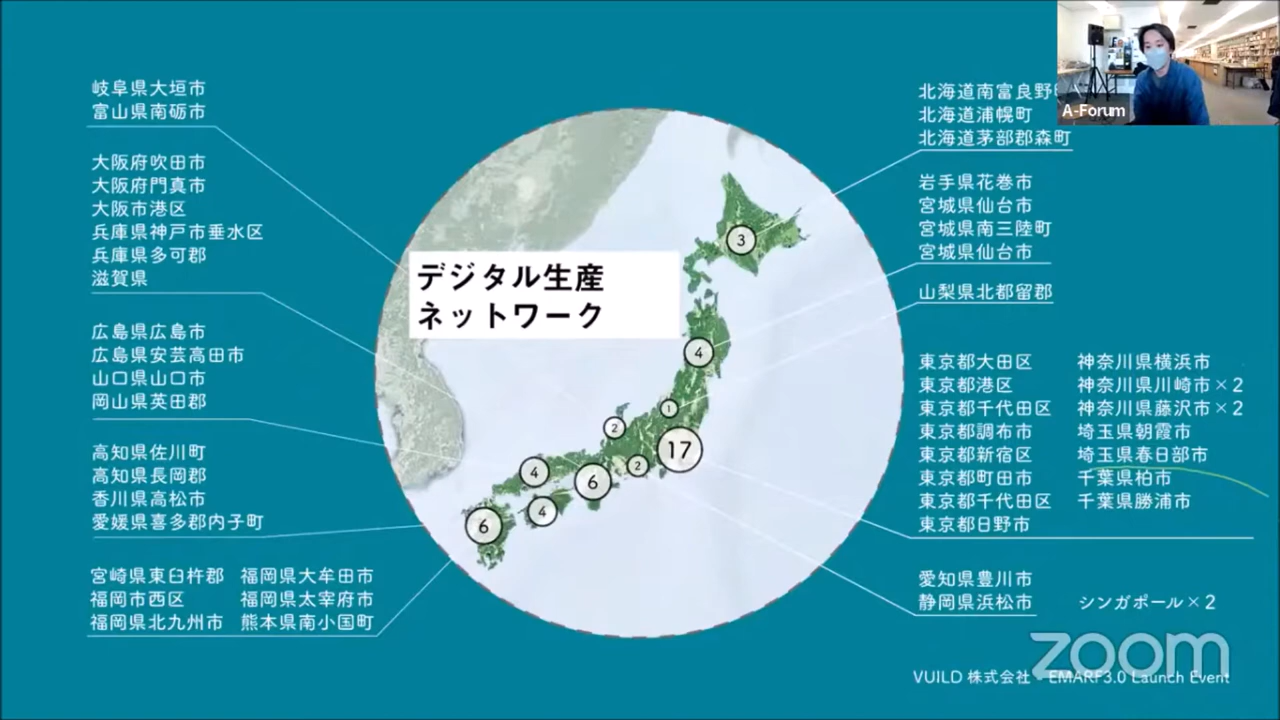 岐阜県大垣市
富山県南砺市
大阪府吹田市
大阪府門真市
大阪市港区
兵庫県神戸市垂水区
兵庫県多可郡
滋賀県
広島県広島市
広島県安芸高田市
山口県山口市
岡山県英田郡
高知県佐川町
高知県長岡郡
香川県高松市
愛媛県喜多郡内子町
宮崎県東臼杵郡 福岡県大牟田市
福岡市西区 福岡県太宰府市
福岡県北九州市 熊本県南小国町
デジタル生産
ネットワーク
3
4
1
2
17
2
4
6
4
6
A-Forum
北海道南富良野
北海道浦幌町
北海道茅部郡森町
岩手県花巻市
宮城県仙台市
宮城県南三陸町
宮城県仙台市
山梨県北都留郡
東京都大田区 神奈川県横浜市
東京都港区 神奈川県川崎市×2
東京都千代田区 神奈川県藤沢市×2
東京都調布市 埼玉県朝霞市
東京都新宿区 埼玉県春日部市
東京都町田市 千葉県柏市
東京都千代田区 千葉県勝浦市
東京都日野市
愛知県豊川市
静岡県浜松市 シンガポール×2
zoom
VUILD 株式会社 EMARF3.0 Launch Event